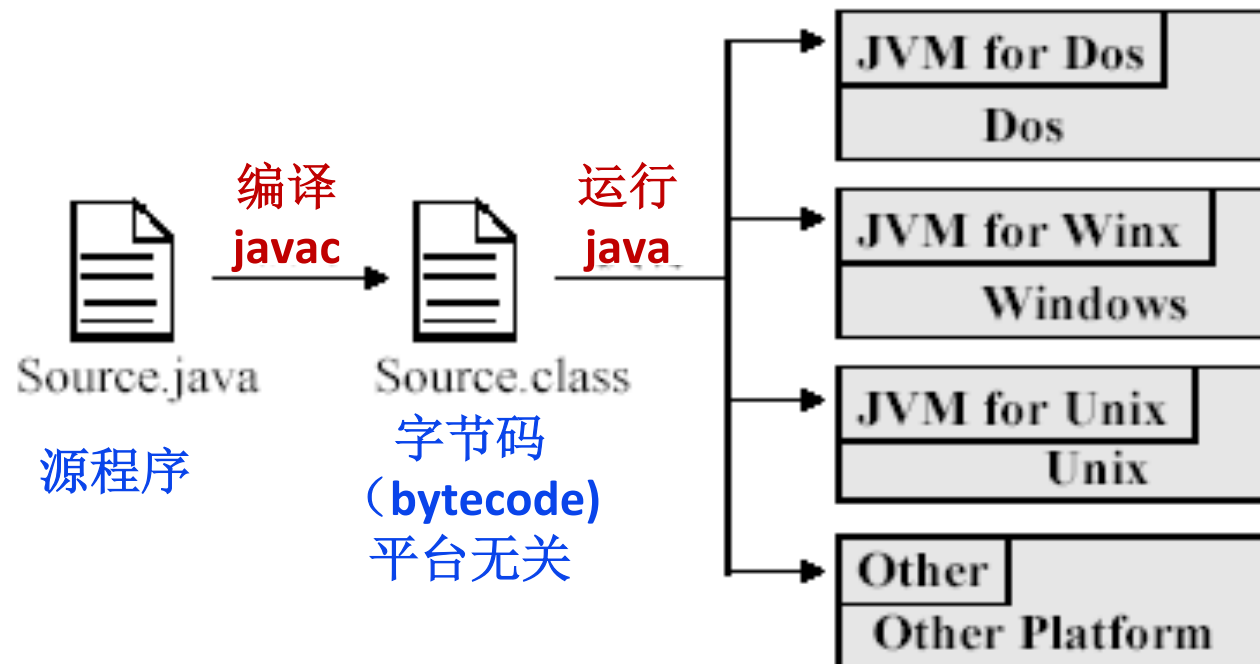 编译
javac
运行
java
Source.java
源程序
Source.class
字节码
（bytecode)
平台无关
JVM for Dos
Dos
JVM for Winx
Windows
JVM for Unix
Unix
Other
Other Platform